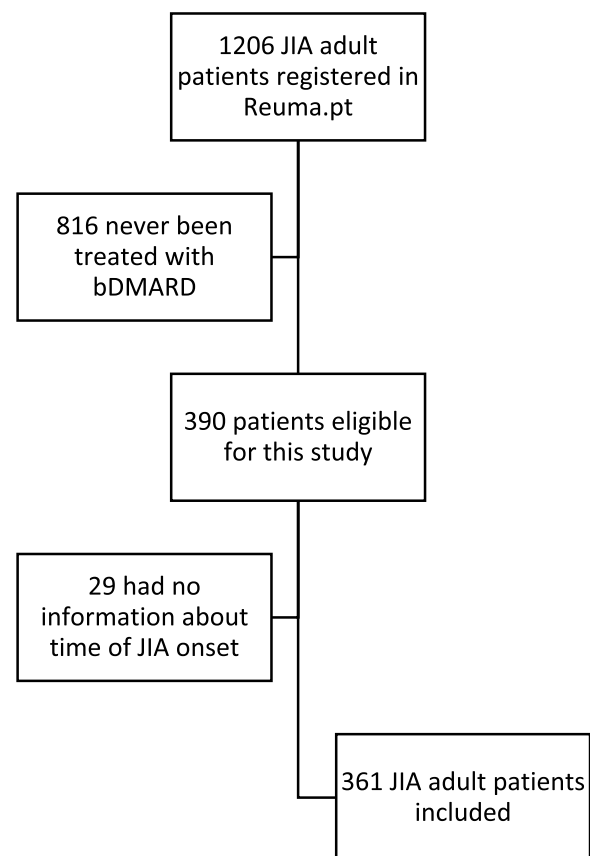 1206 JIA adult
patients registered in
Reuma.pt
816 never been
treated with
bDMARD
390 patients eligible
for this study
29 had no
information about
time of JIA onset
361 JIA adult patients
included